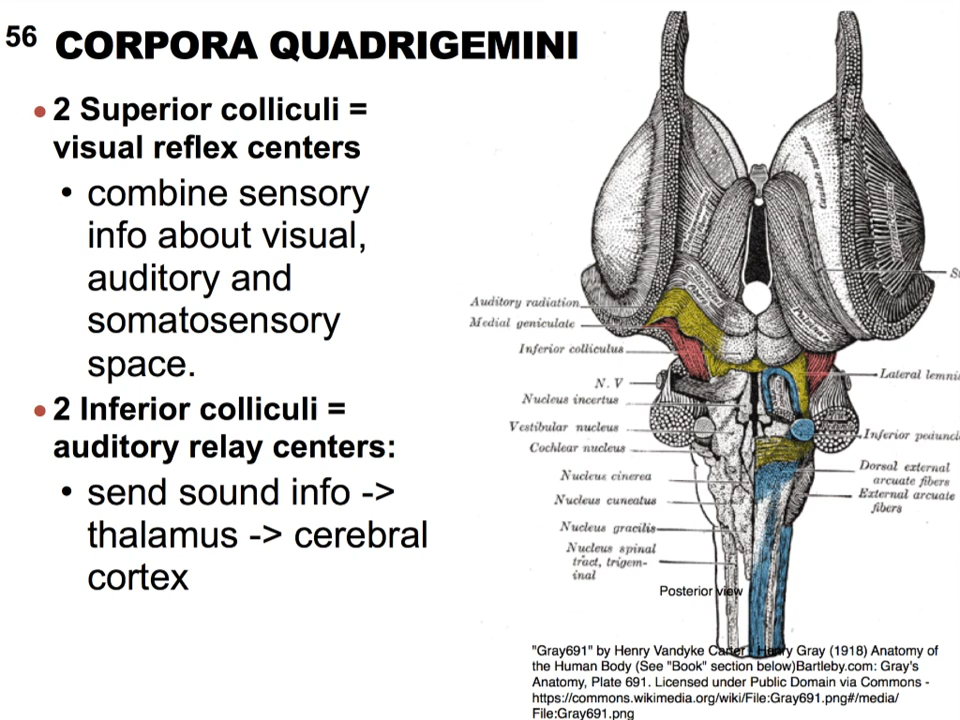 56 CORPORA QUADRIGEMINI
• 2 Superior colliculi =
visual reflex centers
• combine sensory
info about visual,
auditory and
somatosensory
space.
• 2 Inferior colliculi =
auditory relay centers:
• send sound info ->
thalamus -> cerebral
cortex
Caudate nucleus
Auditory radiation
Medial geniculate
Inferior colliculus
N. V
Nucleus incertus
Vestibular nucleus
Cochlear nucleus
Nucleus cinerea
Nucleus cuneatus
Nucleus gracilis
Nucleus spinal
tract, trigem-
inal
Pulvinar
Lateral lemni
Inferior pedunc
Dorsal external
arcuate fibers
External arcuate
fibers
Posterior view
"Gray691" by Henry Vandyke Carter - Henry Gray (1918) Anatomy of
the Human Body (See "Book" section below)Bartleby.com: Gray's
Anatomy, Plate 691. Licensed under Public Domain via Commons -
https://commons.wikimedia.org/wiki/File:Gray691.png#/media/
File:Gray691.png